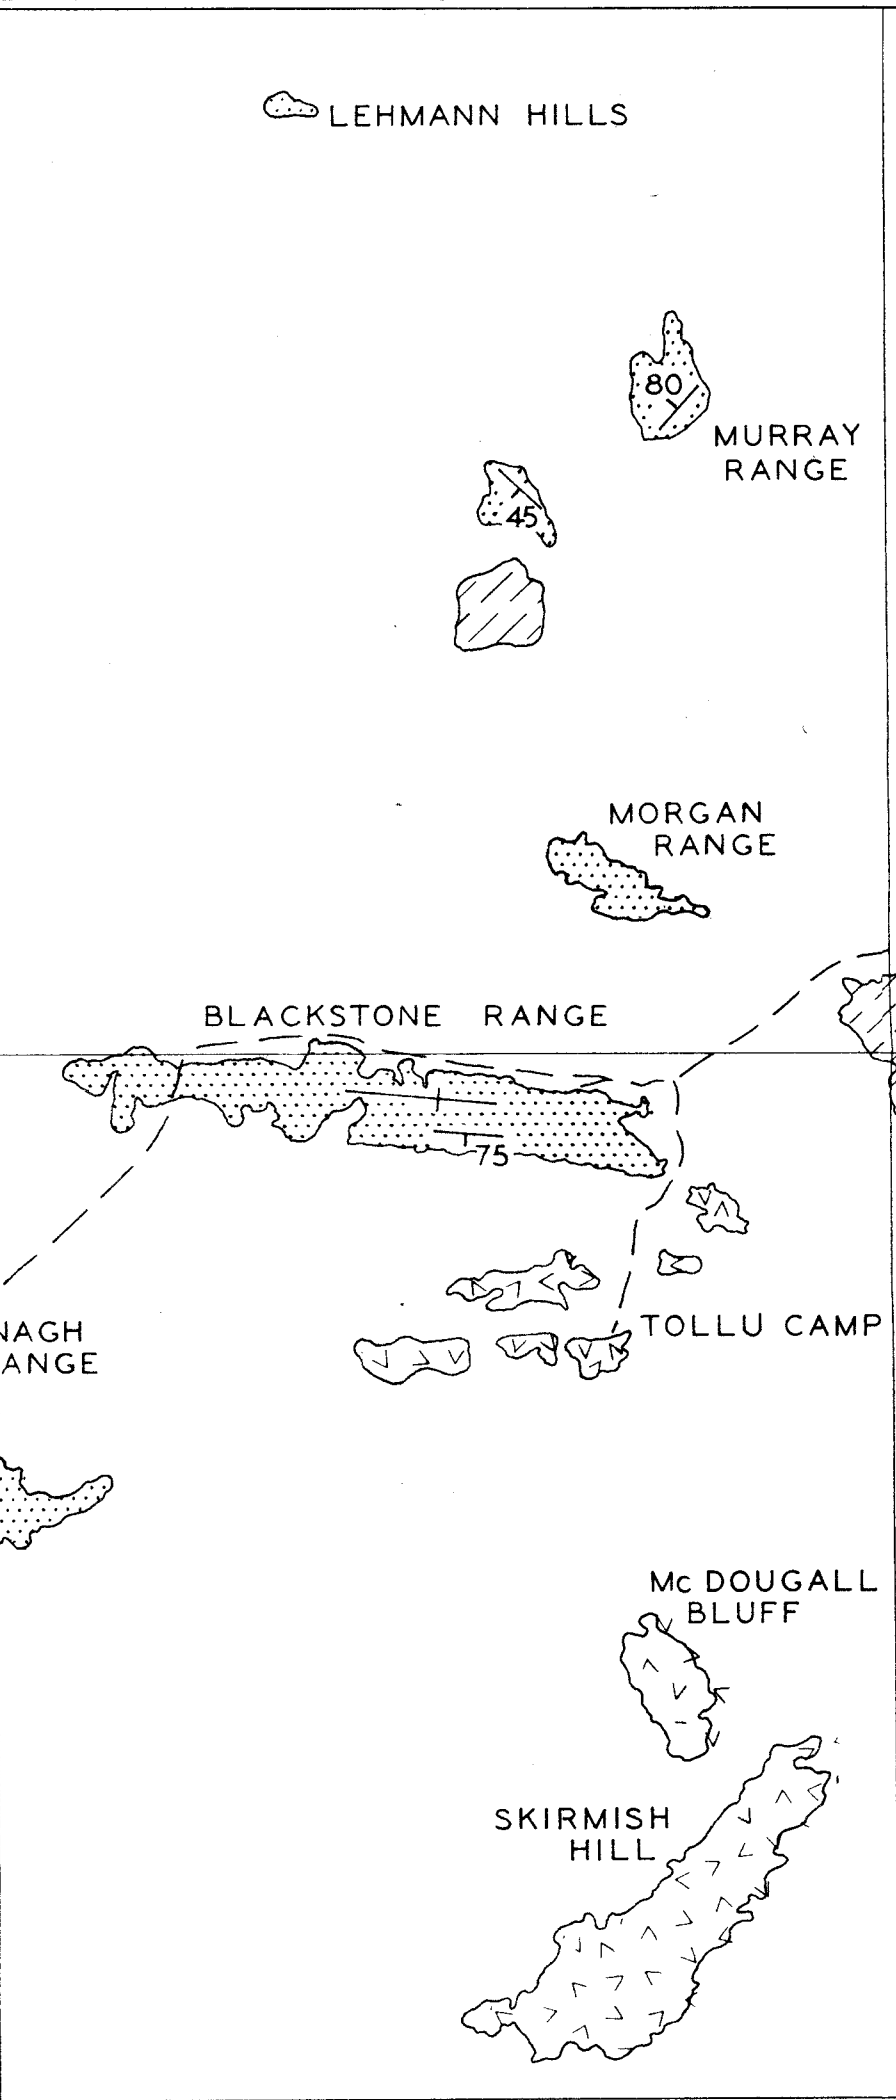 LEHMANN HILLS
80
MURRAY
RANGE
45
MORGAN
RANGE
BLACKSTONE RANGE
75
TOLLU CAMP
NAGH
ANGE
Mc DOUGALL
BLUFF
SKIRMISH
HILL